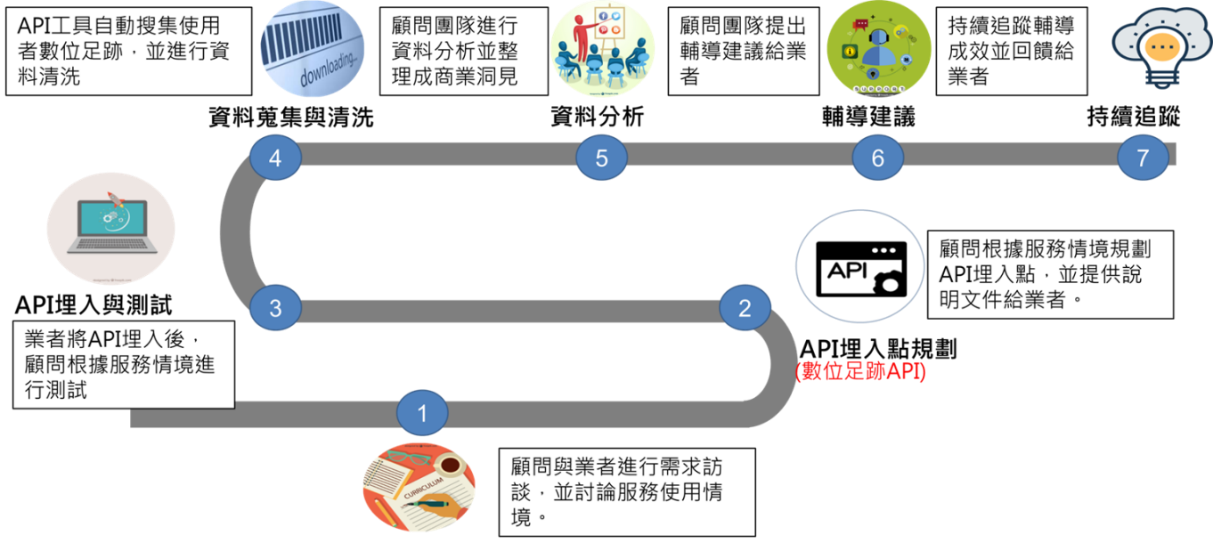 API工具自動搜集使用
者數位足跡，並進行資
料清洗
downloading...
資料蒐集與清洗
4
顧問團隊進行
資料分析並整
理成商業洞見
資料分析
5
顧問團隊提出
輔導建議給業
者
SUPPORT
輔導建議
6
持續追蹤輔導
成效並回饋給
業者
持續追蹤
7
API埋入與測試
業者將API埋入後，
顧問根據服務情境進
行測試
3
2
API
顧問根據服務情境規劃
API埋入點，並提供說
明文件給業者。
API埋入點規劃
(數位足跡API)
1
CURRICULUM
顧問與業者進行需求訪
談，並討論服務使用情
境。